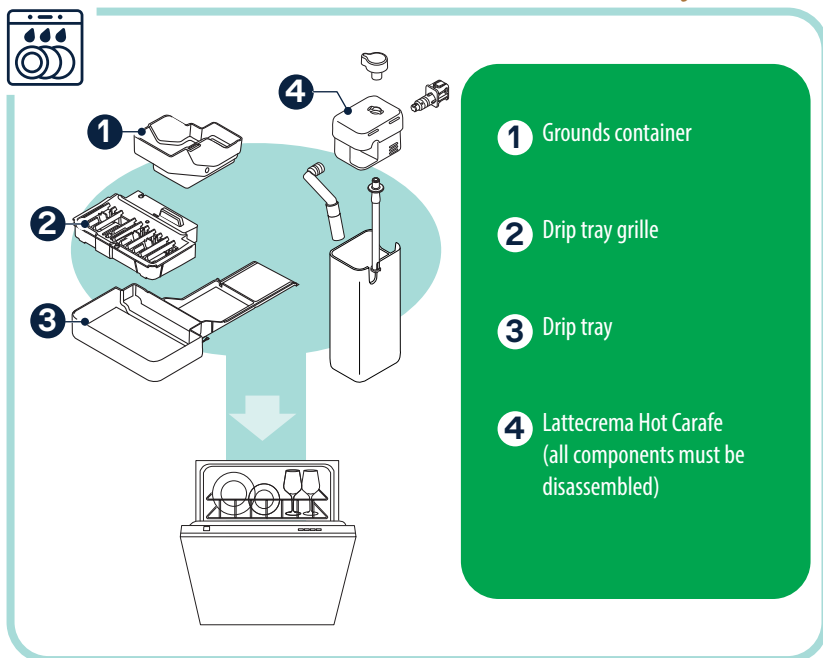 1
2
3
4
1 Grounds container
2 Drip tray grille
3 Drip tray
4 Lattecrema Hot Carafe
(all components must be
disassembled)